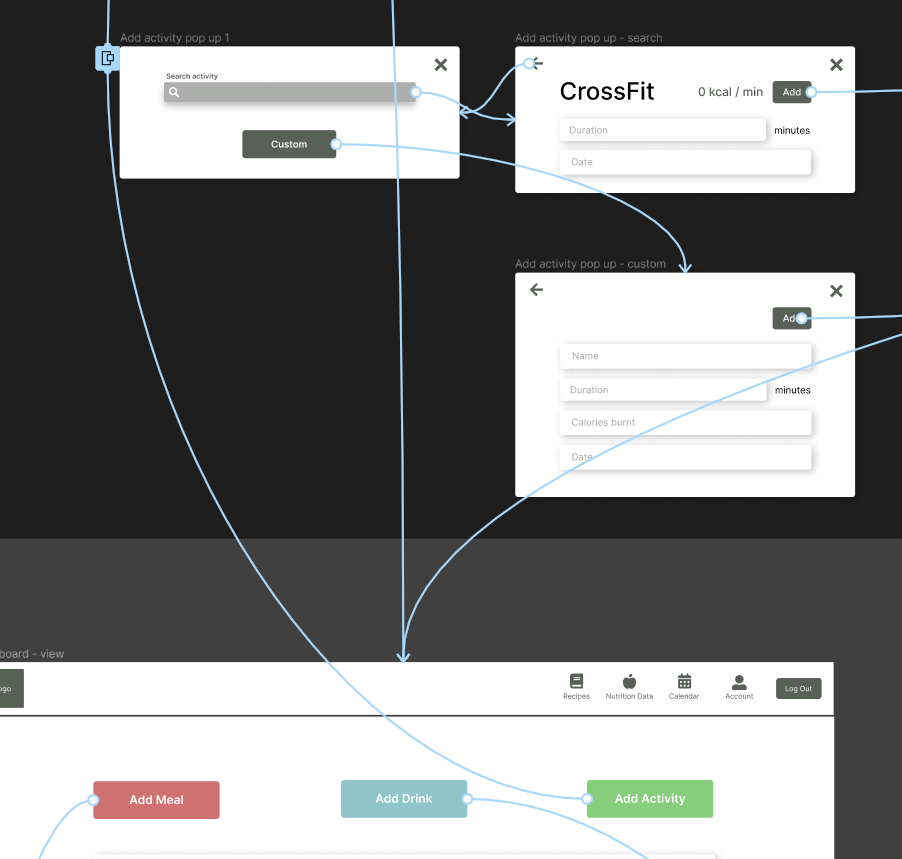 Add activity pop up 1
Search activity
Custom
Add activity pop up - search
CrossFit
0 kcal / min
Add
Duration
minutes
Date
Add activity pop up - custom
Add
Name
Duration
minutes
Calories burnt
Date
board - view
ogo
Recipes
Nutrition Data
Calendar
Account
Log Out
Add Meal
Add Drink
Add Activity